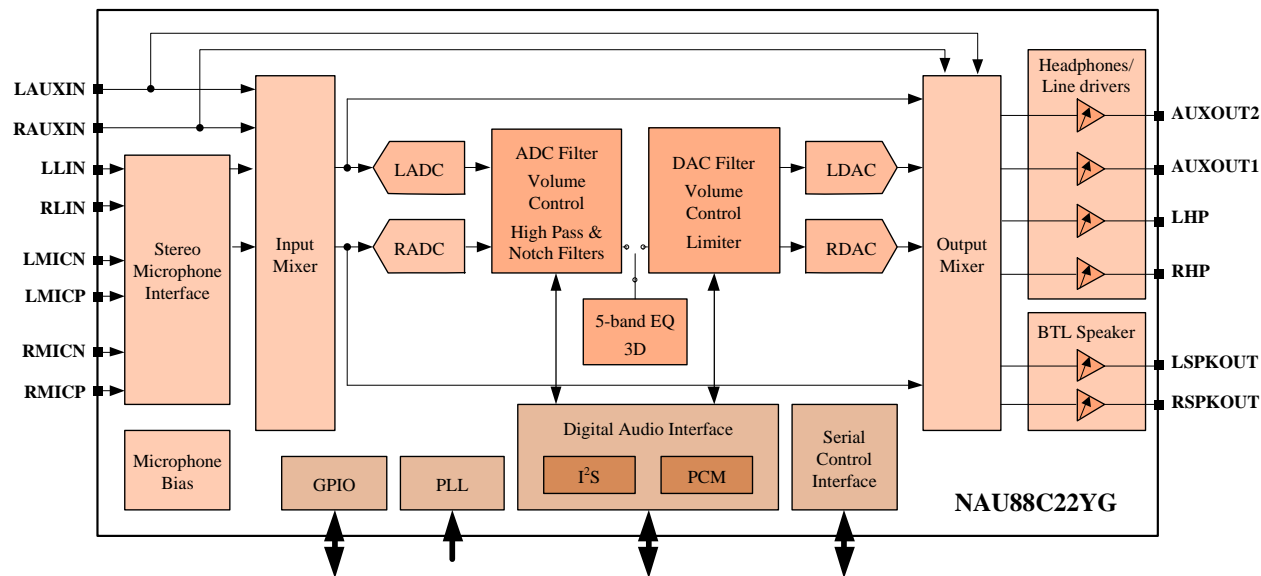 LAUXIN
RAUXIN
LLIN
RLIN
LMICN
LMICP
RMICN
RMICP
Stereo
Microphone
Interface
Microphone
Bias
Input
Mixer
LADC
RADC
ADC Filter
Volume
Control
High Pass &
Notch Filters
5-band EQ
3D
DAC Filter
Volume
Control
Limiter
LDAC
RDAC
Output
Mixer
Headphones/
Line drivers
BTL Speaker
AUXOUT2
AUXOUT1
LHP
RHP
LSPKOUT
RSPKOUT
GPIO
PLL
Digital Audio Interface
I²S
PCM
Serial
Control
Interface
NAU88C22YG